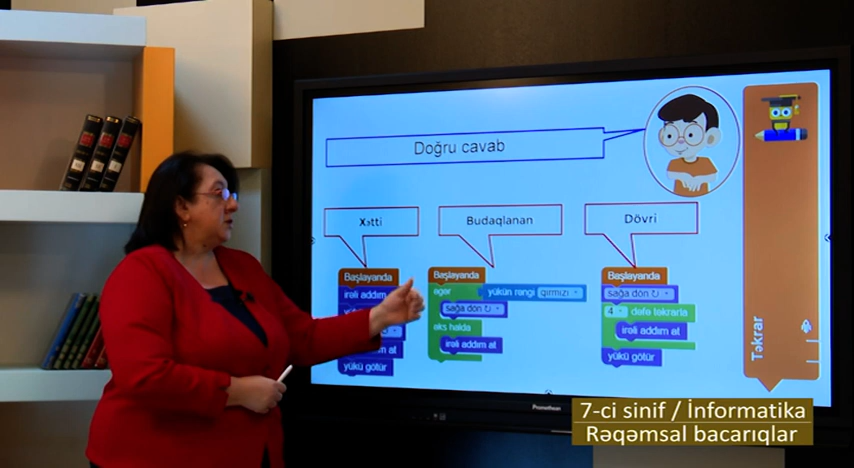 Doğru cavab
Xətti
Budaqlanan
Dövri
Başlayanda
irəli addım
at
yükü götür
Başlayanda
əgər yükün rəngi qırmızı
sağa dön
əks halda
irəli addım at
Başlayanda
sağa dön
4 dəfə təkrarla
irəli addım at
yükü götür
Təkrar
Promethean
7-ci sinif / İnformatika
Rəqəmsal bacarıqlar